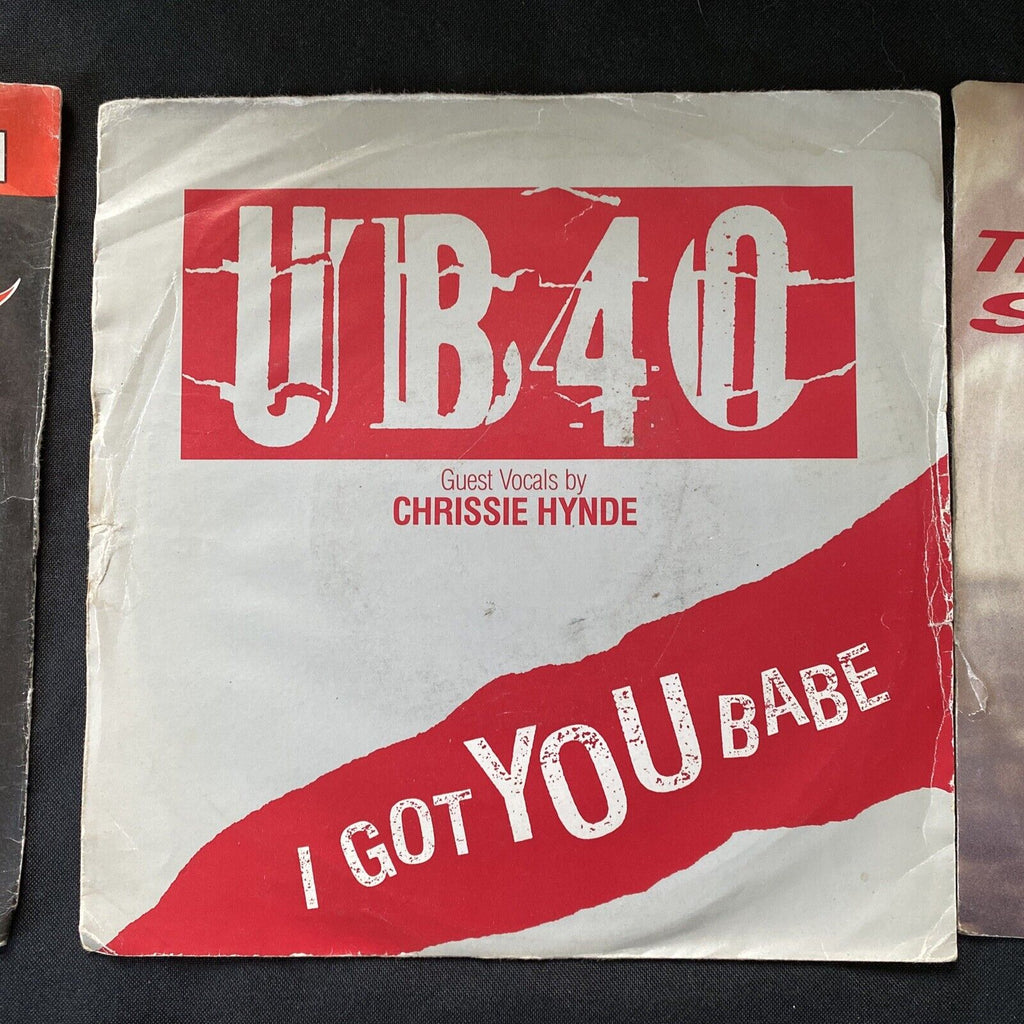 UB40
Guest Vocals by
CHRISSIE HYNDE
I GOT YOU BABE